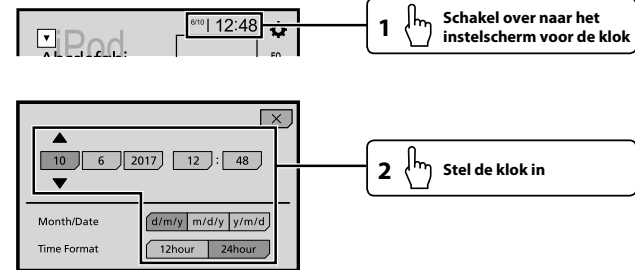 6/10 | 12:48
iPod
1
Schakel over naar het
instelscherm voor de klok
10 6 2017 12 : 48
2
Stel de klok in
Month/Date d/m/y m/d/y y/m/d
Time Format 12hour 24hour